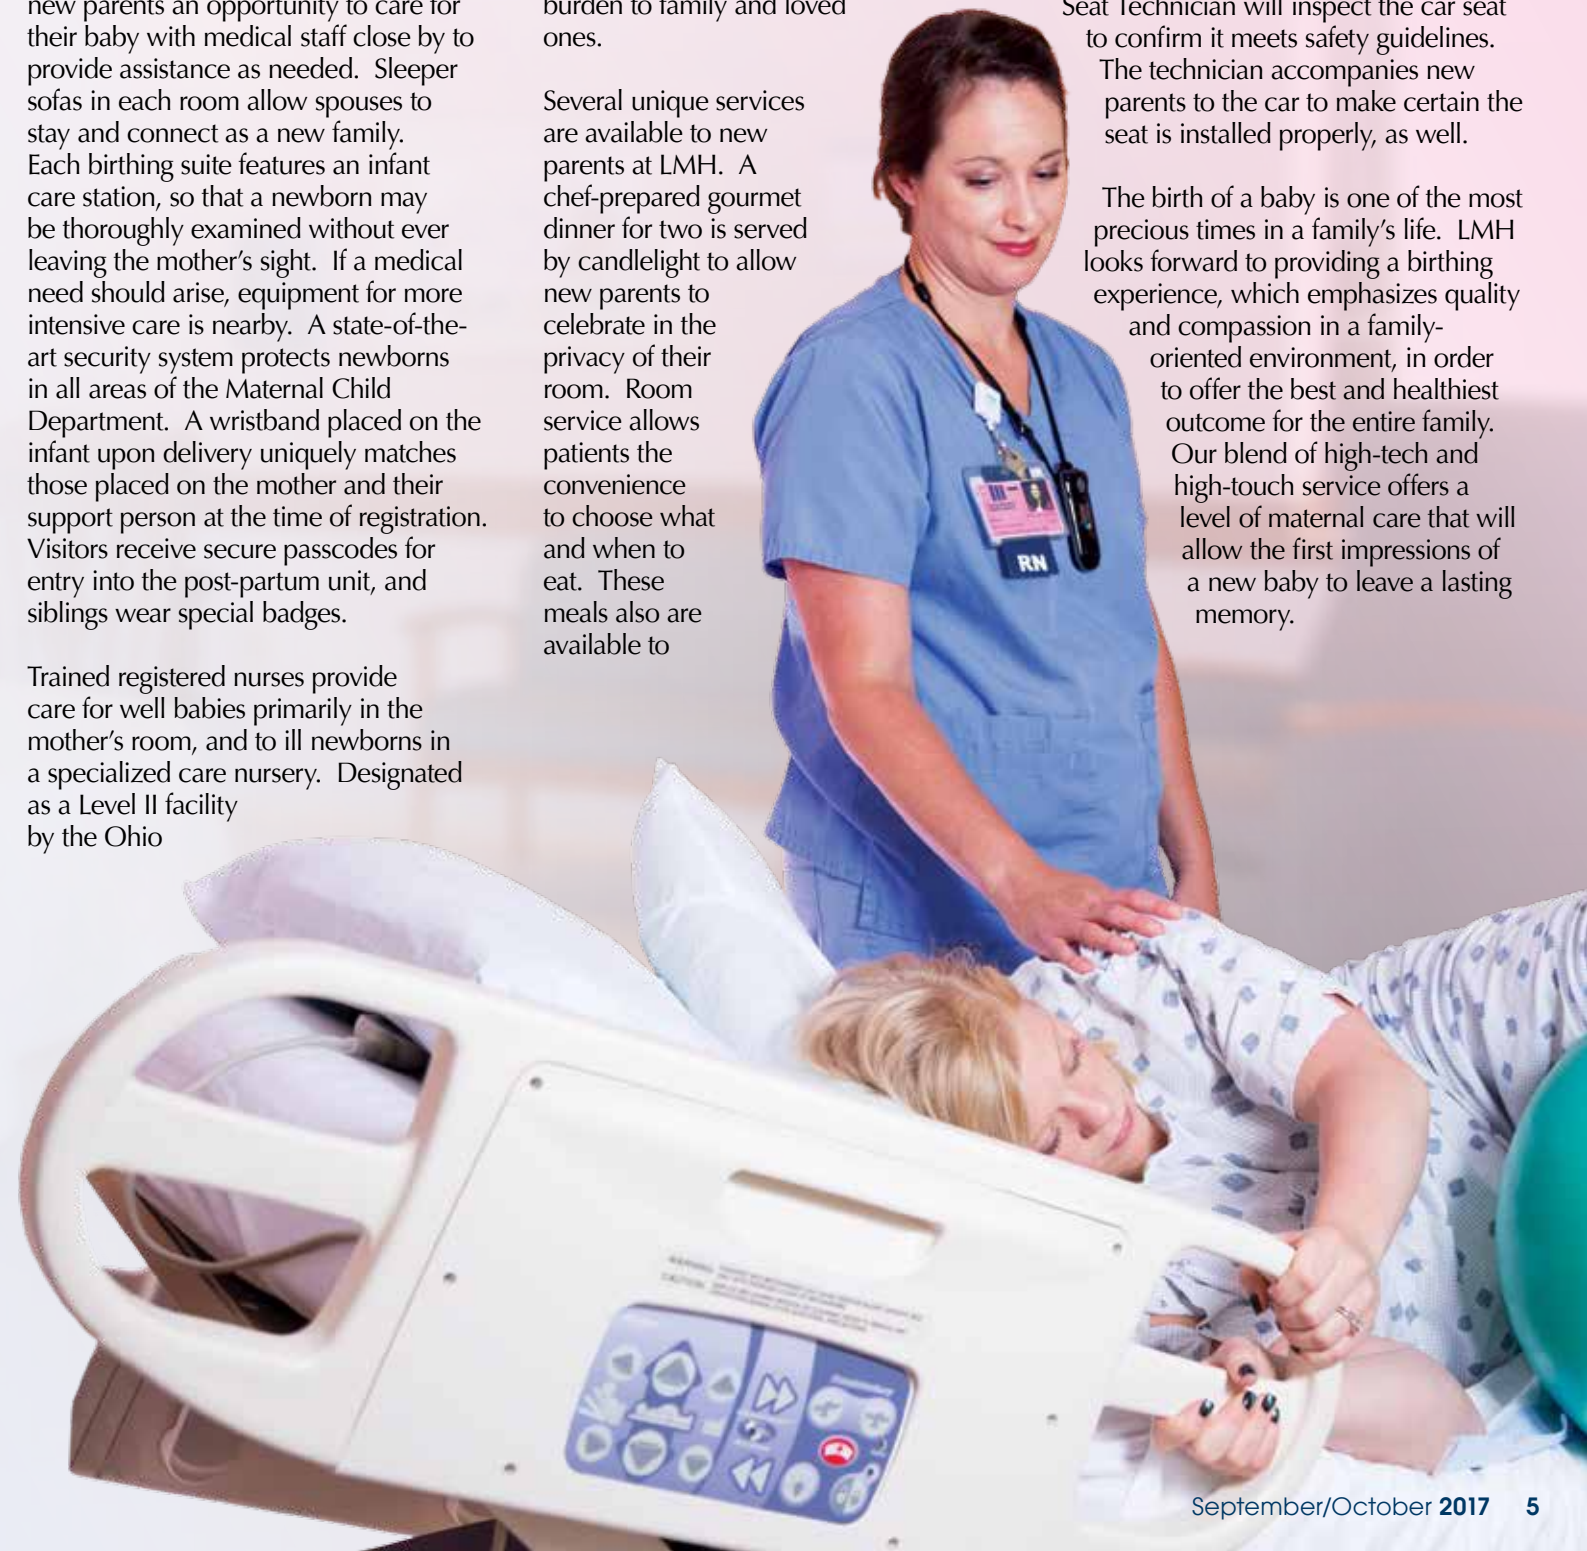 new parents an opportunity to care for
their baby with medical staff close by to
provide assistance as needed.  Sleeper
sofas in each room allow spouses to
stay and connect as a new family.
Each birthing suite features an infant
care station, so that a newborn may
be thoroughly examined without ever
leaving the mother’s sight.  If a medical
need should arise, equipment for more
intensive care is nearby.  A state-of-the-
art security system protects newborns
in all areas of the Maternal Child
Department.  A wristband placed on the
infant upon delivery uniquely matches
those placed on the mother and their
support person at the time of registration.
Visitors receive secure passcodes for
entry into the post-partum unit, and
siblings wear special badges.
Trained registered nurses provide
care for well babies primarily in the
mother’s room, and to ill newborns in
a specialized care nursery.  Designated
as a Level II facility
by the Ohio
burden to family and loved
ones.
Several unique services
are available to new
parents at LMH.  A
chef-prepared gourmet
dinner for two is served
by candlelight to allow
new parents to
celebrate in the
privacy of their
room.  Room
service allows
patients the
convenience
to choose what
and when to
eat.  These
meals also are
available to
Seat Technician will inspect the car seat
to confirm it meets safety guidelines.
The technician accompanies new
parents to the car to make certain the
seat is installed properly, as well.
The birth of a baby is one of the most
precious times in a family’s life.  LMH
looks forward to providing a birthing
experience, which emphasizes quality
and compassion in a family-
oriented environment, in order
to offer the best and healthiest
outcome for the entire family.
Our blend of high-tech and
high-touch service offers a
level of maternal care that will
allow the first impressions of
a new baby to leave a lasting
memory.
RN
September/October 2017 5